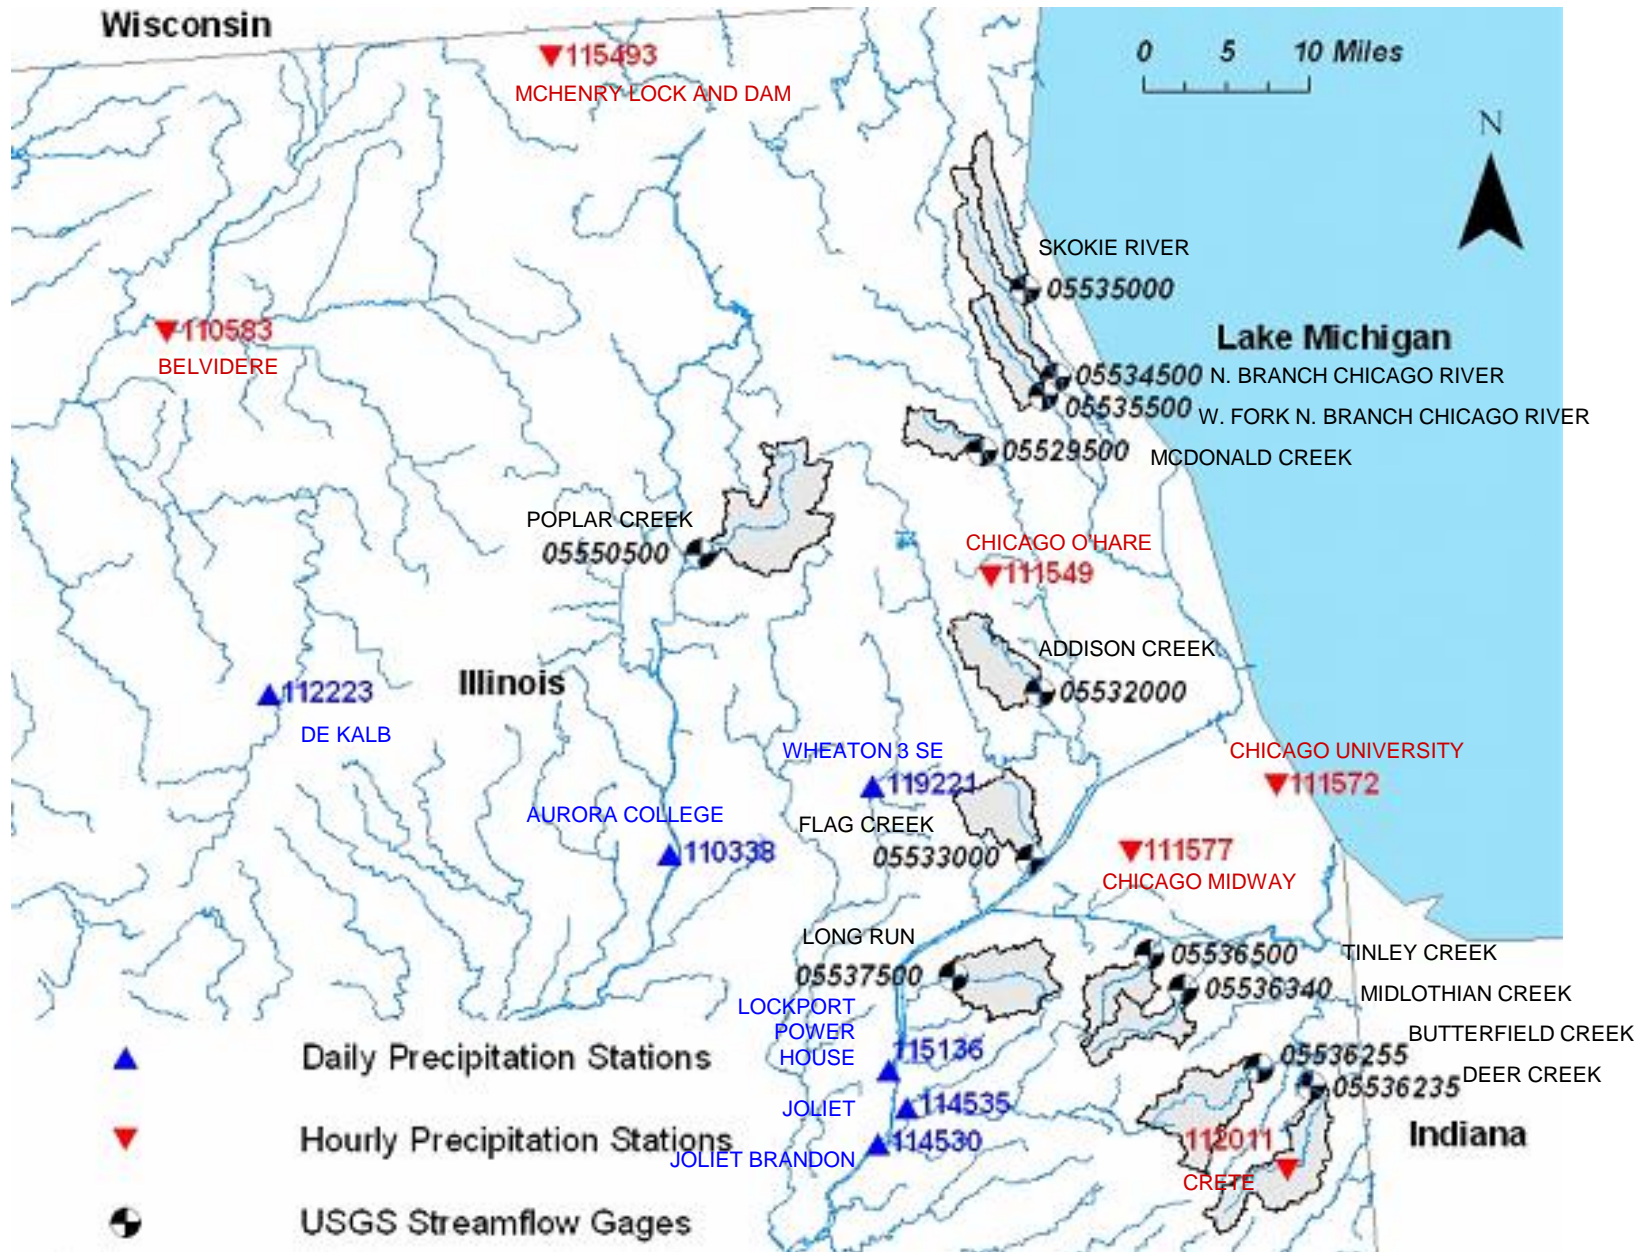 Wisconsin
115493
MCHENRY LOCK AND DAM
0 5 10 Miles
N
SKOKIE RIVER
05535000
110583
BELVIDERE
Lake Michigan
05534500 N. BRANCH CHICAGO RIVER
05535500 W. FORK N. BRANCH CHICAGO RIVER
05529500 MCDONALD CREEK
POPLAR CREEK
05550500
CHICAGO O'HARE
111549
ADDISON CREEK
05532000
Illinois
112223
DE KALB
WHEATON 3 SE
119221
CHICAGO UNIVERSITY
111572
AURORA COLLEGE
110338
FLAG CREEK
05533000
111577
CHICAGO MIDWAY
LONG RUN
05537500
05536500 TINLEY CREEK
05536340 MIDLOTHIAN CREEK
LOCKPORT
POWER
HOUSE
115136
BUTTERFIELD CREEK
05536255
05536235 DEER CREEK
JOLIET
114535
JOLIET BRANDON
114530
112011
CRETE
Indiana
Daily Precipitation Stations
Hourly Precipitation Stations
USGS Streamflow Gages